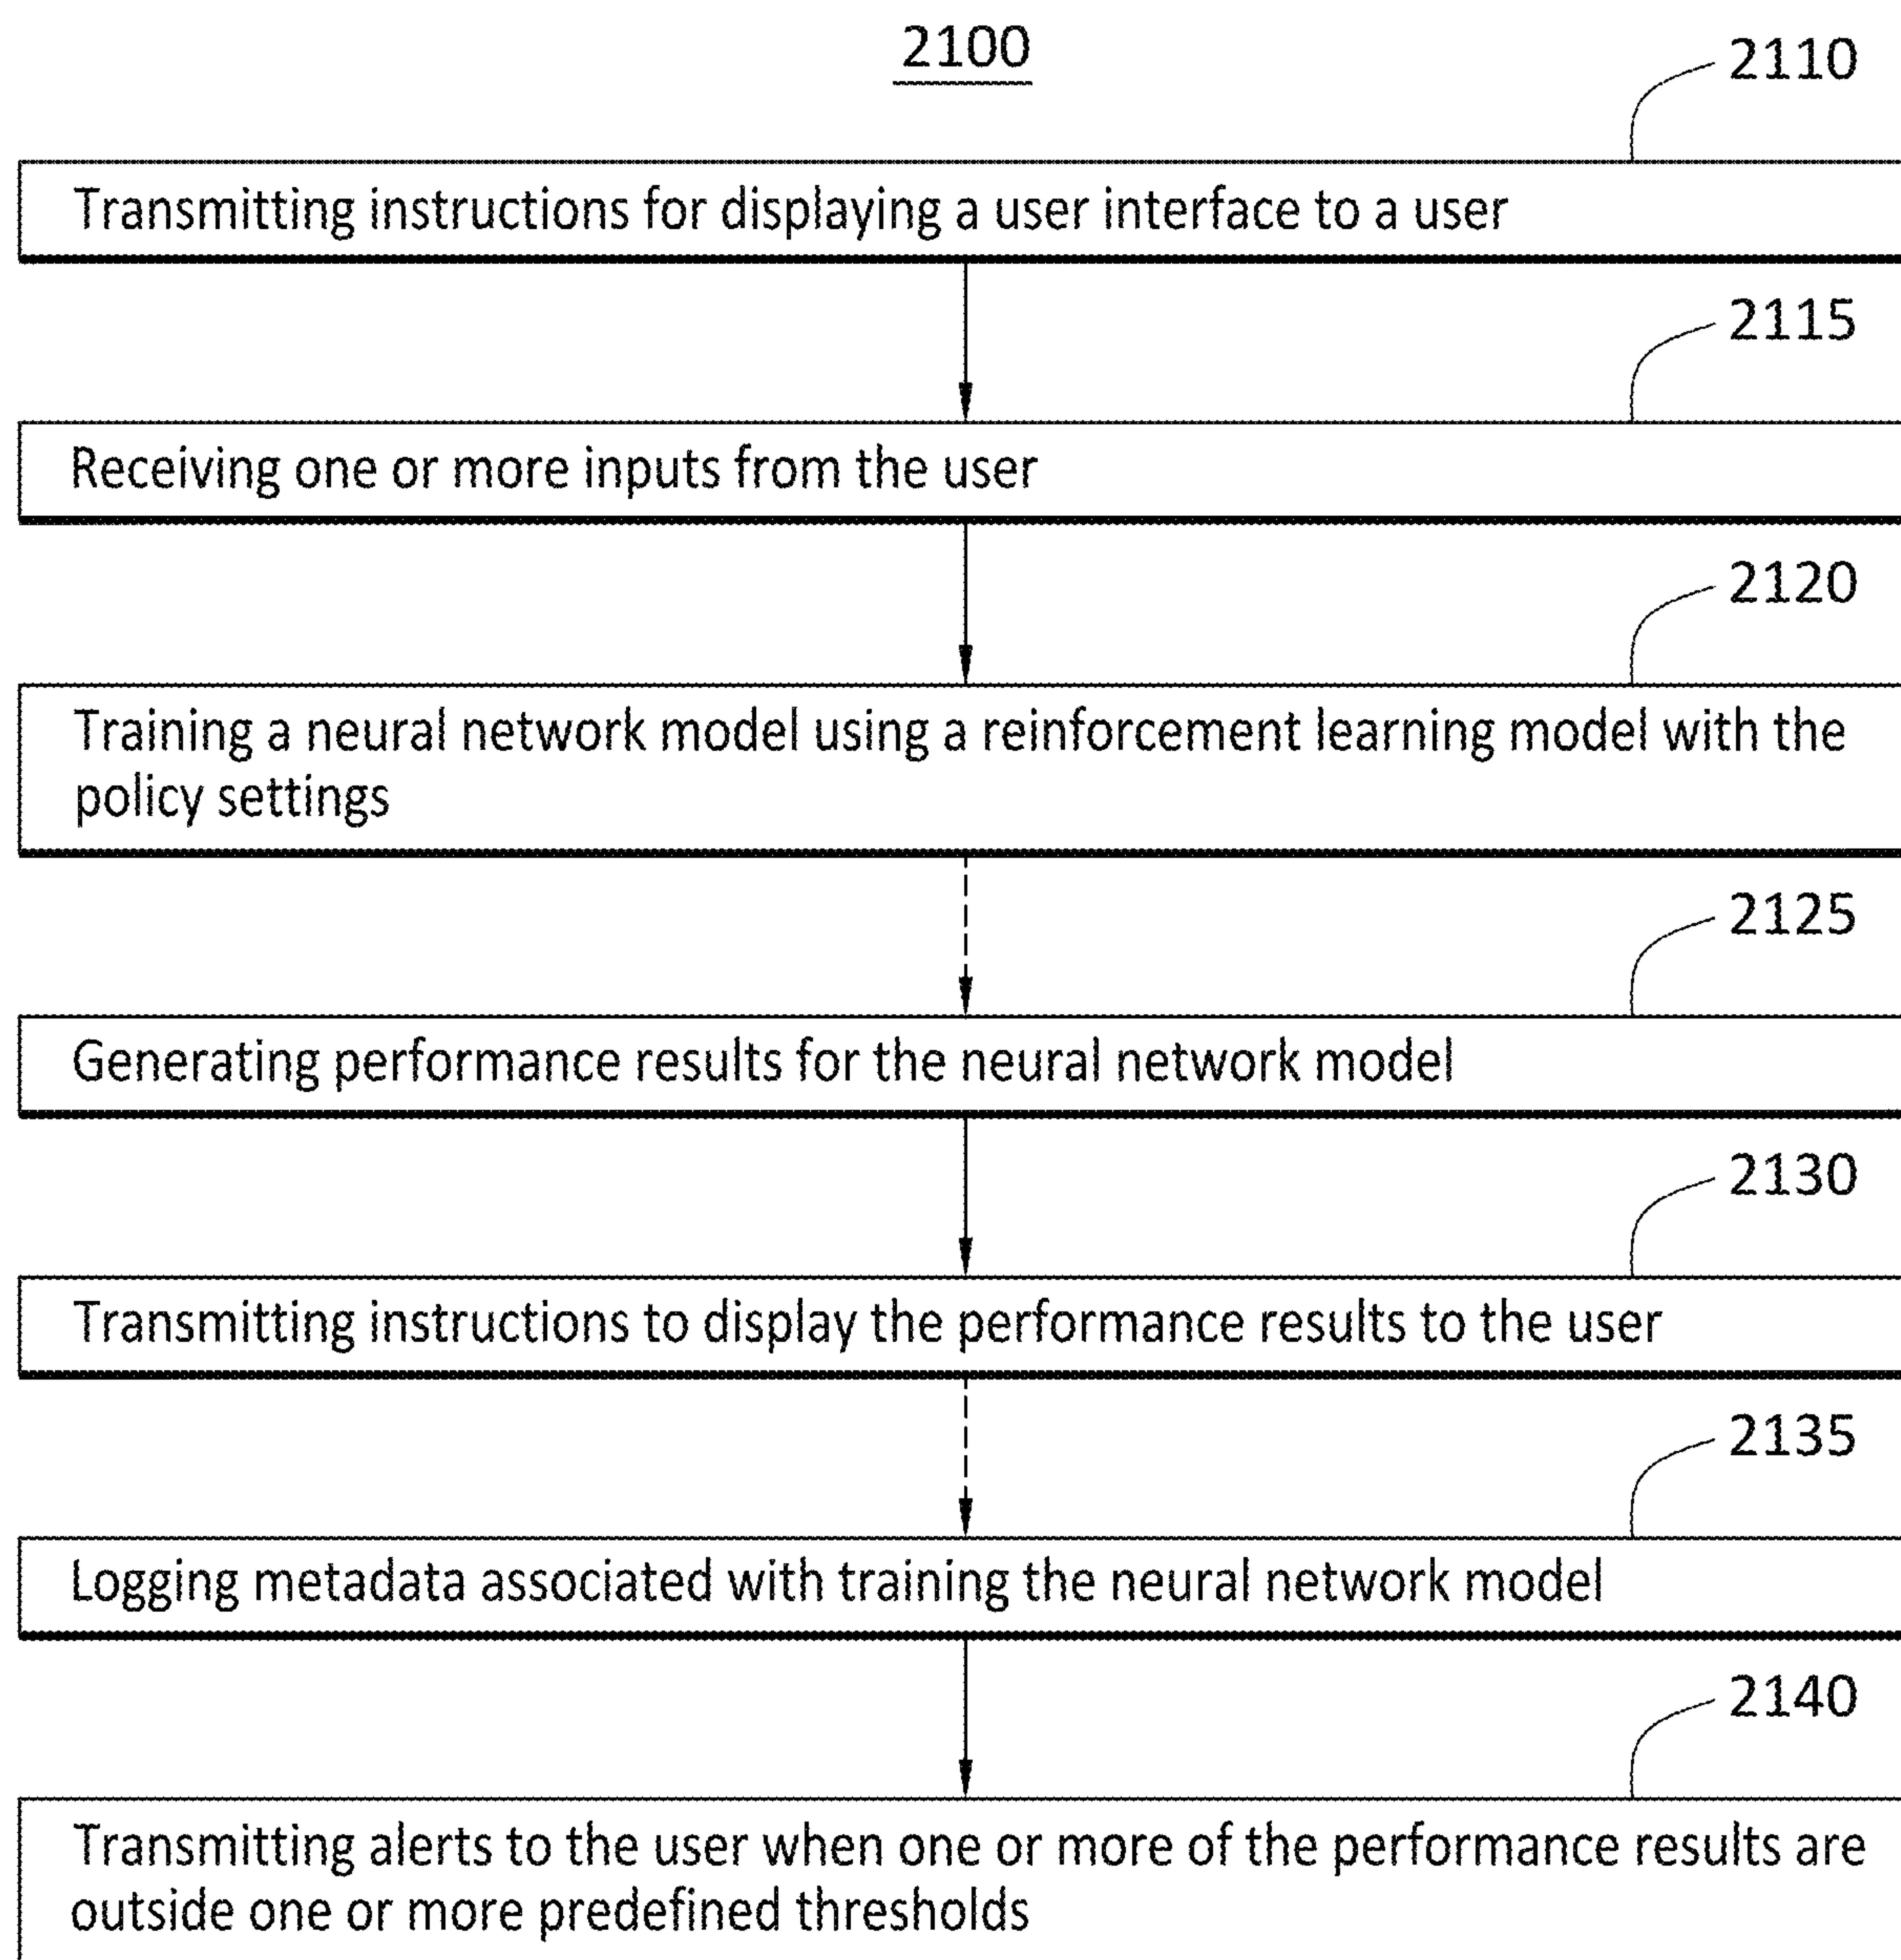 2100
2110
Transmitting instructions for displaying a user interface to a user
2115
Receiving one or more inputs from the user
2120
Training a neural network model using a reinforcement learning model with the
policy settings
2125
Generating performance results for the neural network model
2130
Transmitting instructions to display the performance results to the user
2135
Logging metadata associated with training the neural network model
2140
Transmitting alerts to the user when one or more of the performance results are
outside one or more predefined thresholds